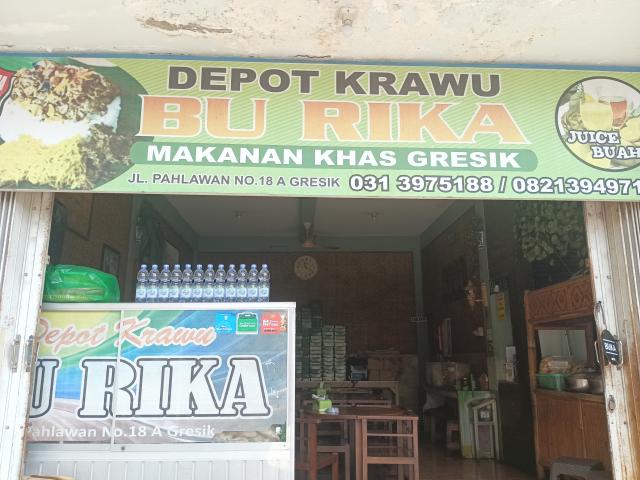 DEPOT KRAWU
BU RIKA
MAKANAN KHAS GRESIK
JL. PAHLAWAN NO.18 A GRESIK 031 3975188 / 0821394971
JUICE
BUAH
Depot Krawu
U RIKA
Pahlawan No.18 A Gresik
BUKA